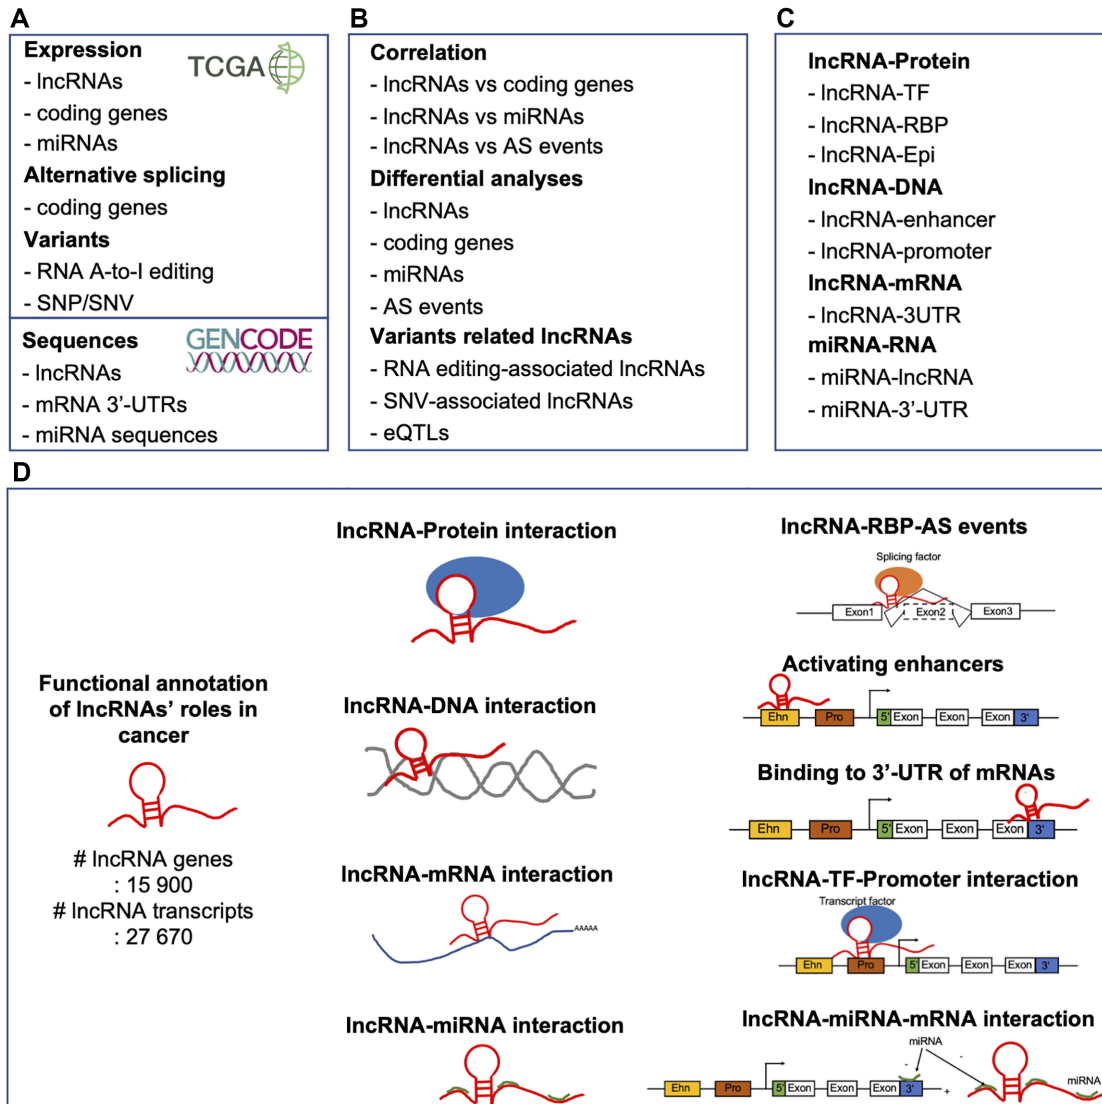 A
Expression
TCGA
- lncRNAs
- coding genes
- miRNAs
Alternative splicing
- coding genes
Variants
- RNA A-to-I editing
- SNP/SNV
Sequences
GENCODE
- lncRNAs
- mRNA 3’-UTRs
- miRNA sequences
B
Correlation
- lncRNAs vs coding genes
- lncRNAs vs miRNAs
- lncRNAs vs AS events
Differential analyses
- lncRNAs
- coding genes
- miRNAs
- AS events
Variants related lncRNAs
- RNA editing-associated lncRNAs
- SNV-associated lncRNAs
- eQTLs
C
lncRNA-Protein
- lncRNA-TF
- lncRNA-RBP
- lncRNA-Epi
lncRNA-DNA
- lncRNA-enhancer
- lncRNA-promoter
lncRNA-mRNA
- lncRNA-3UTR
miRNA-RNA
- miRNA-lncRNA
- miRNA-3’-UTR
D
Functional annotation
of lncRNAs’ roles in
cancer
# lncRNA genes
: 15 900
# lncRNA transcripts
: 27 670
lncRNA-Protein interaction
lncRNA-DNA interaction
lncRNA-mRNA interaction
AAAAA
lncRNA-miRNA interaction
lncRNA-RBP-AS events
Splicing factor
Exon1 Exon2 Exon3
Activating enhancers
Ehn Pro 5' Exon Exon Exon 3'
Binding to 3’-UTR of mRNAs
Ehn Pro 5' Exon Exon Exon 3'
lncRNA-TF-Promoter interaction
Transcript factor
Ehn Pro 5' Exon Exon Exon 3'
lncRNA-miRNA-mRNA interaction
miRNA
- -
miRNA
Ehn Pro 5' Exon Exon Exon 3' +